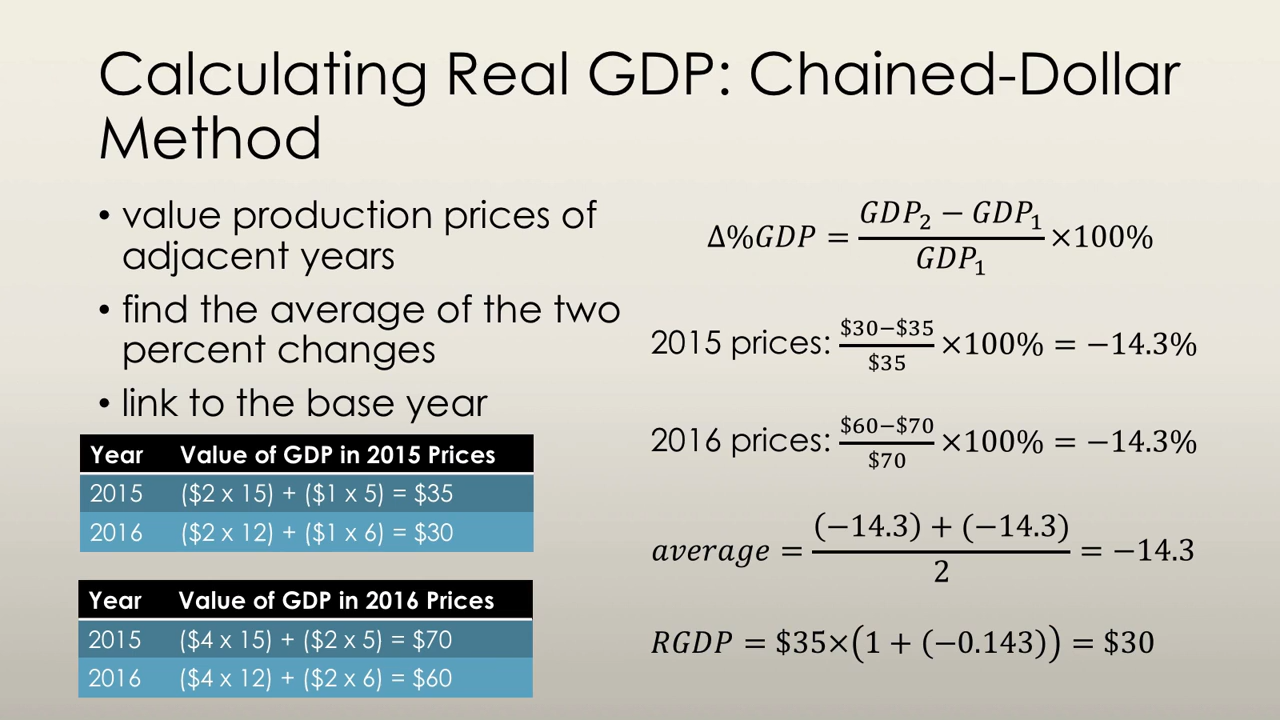 Calculating Real GDP: Chained-Dollar
Method
• value production prices of
adjacent years
• find the average of the two
percent changes
• link to the base year
Year Value of GDP in 2015 Prices
2015 ($2 x 15) + ($1 x 5) = $35
2016 ($2 x 12) + ($1 x 6) = $30
Year Value of GDP in 2016 Prices
2015 ($4 x 15) + ($2 x 5) = $70
2016 ($4 x 12) + ($2 x 6) = $60
Δ%GDP = (GDP₂ − GDP₁)/GDP₁ ×100%
2015 prices: ($30−$35)/$35 ×100% = −14.3%
2016 prices: ($60−$70)/$70 ×100% = −14.3%
average = ((−14.3) + (−14.3))/2 = −14.3
RGDP = $35×(1 + (−0.143)) = $30